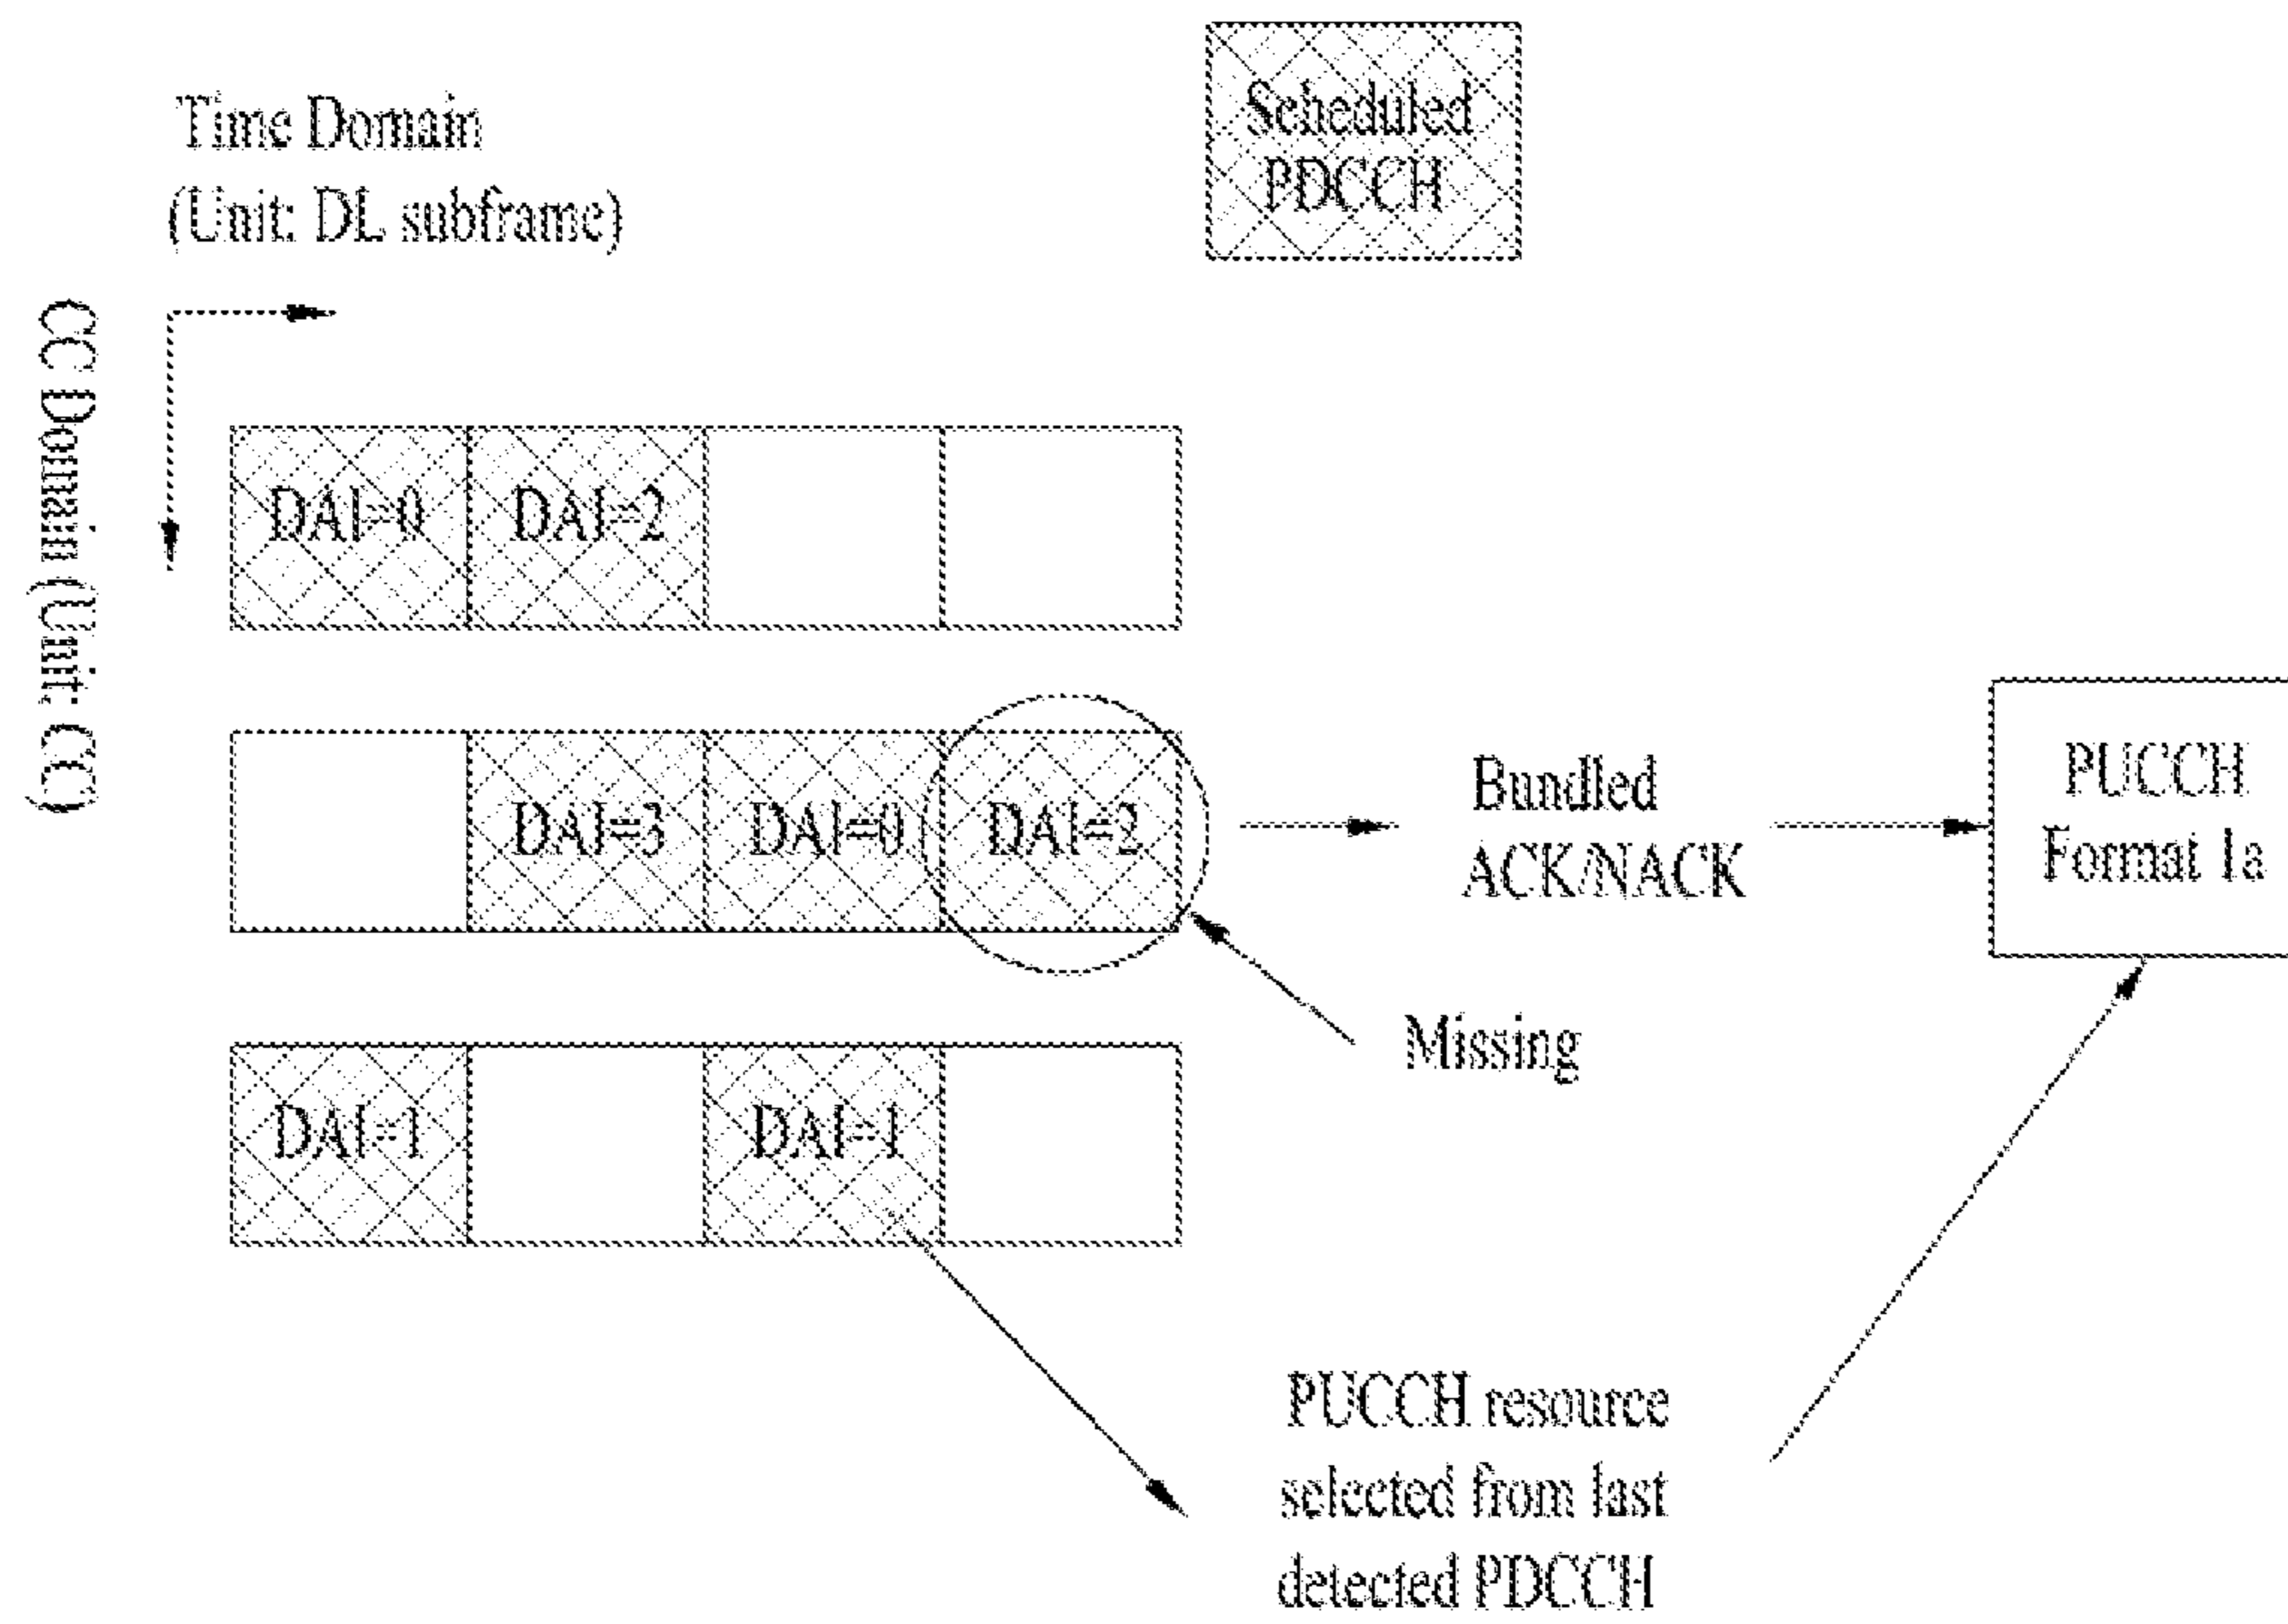 Scheduled
PDCCH
Time Domain
(Unit: DL subframe)
CC Domain (Unit: CC)
DAI=0 DAI=2
DAI=3 DAI=0 DAI=2
Bundled
ACK/NACK
PUCCH
Format 1a
Missing
DAI=1 DAI=1
PUCCH resource
selected from last
detected PDCCH